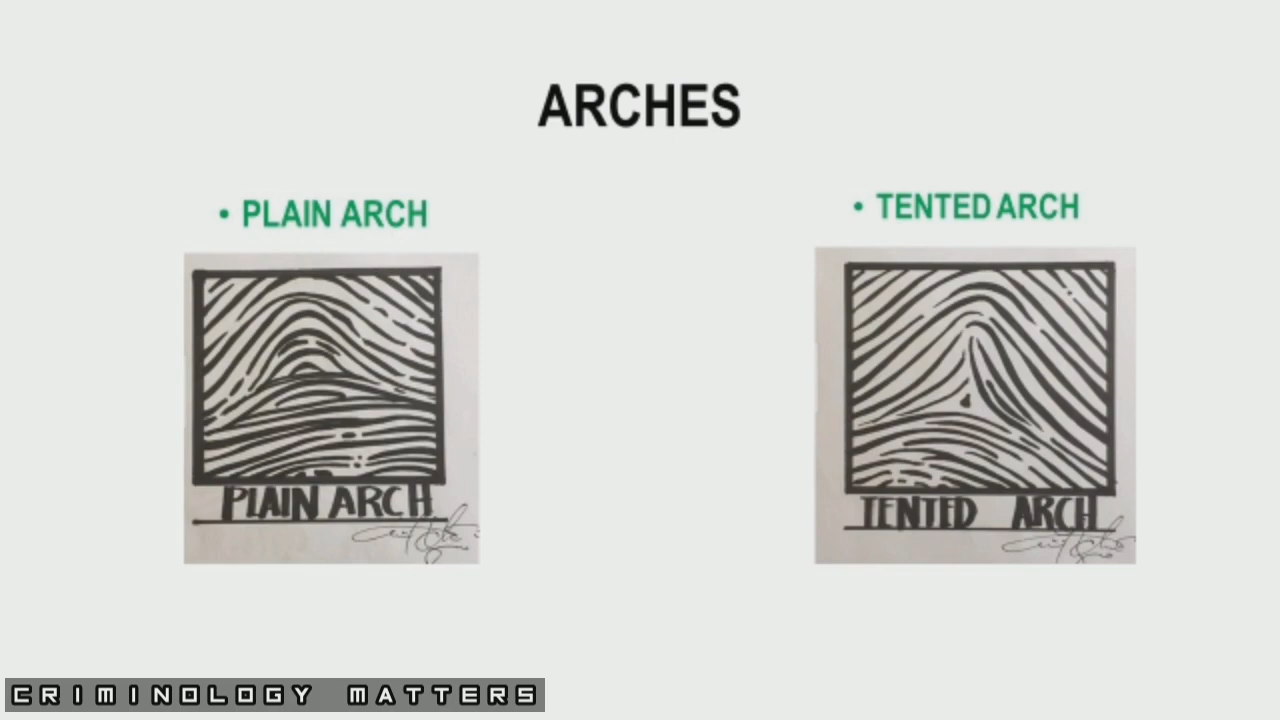 ARCHES
• PLAIN ARCH
• TENTED ARCH
PLAIN ARCH
TENTED ARCH
CRIMINOLOGY MATTERS